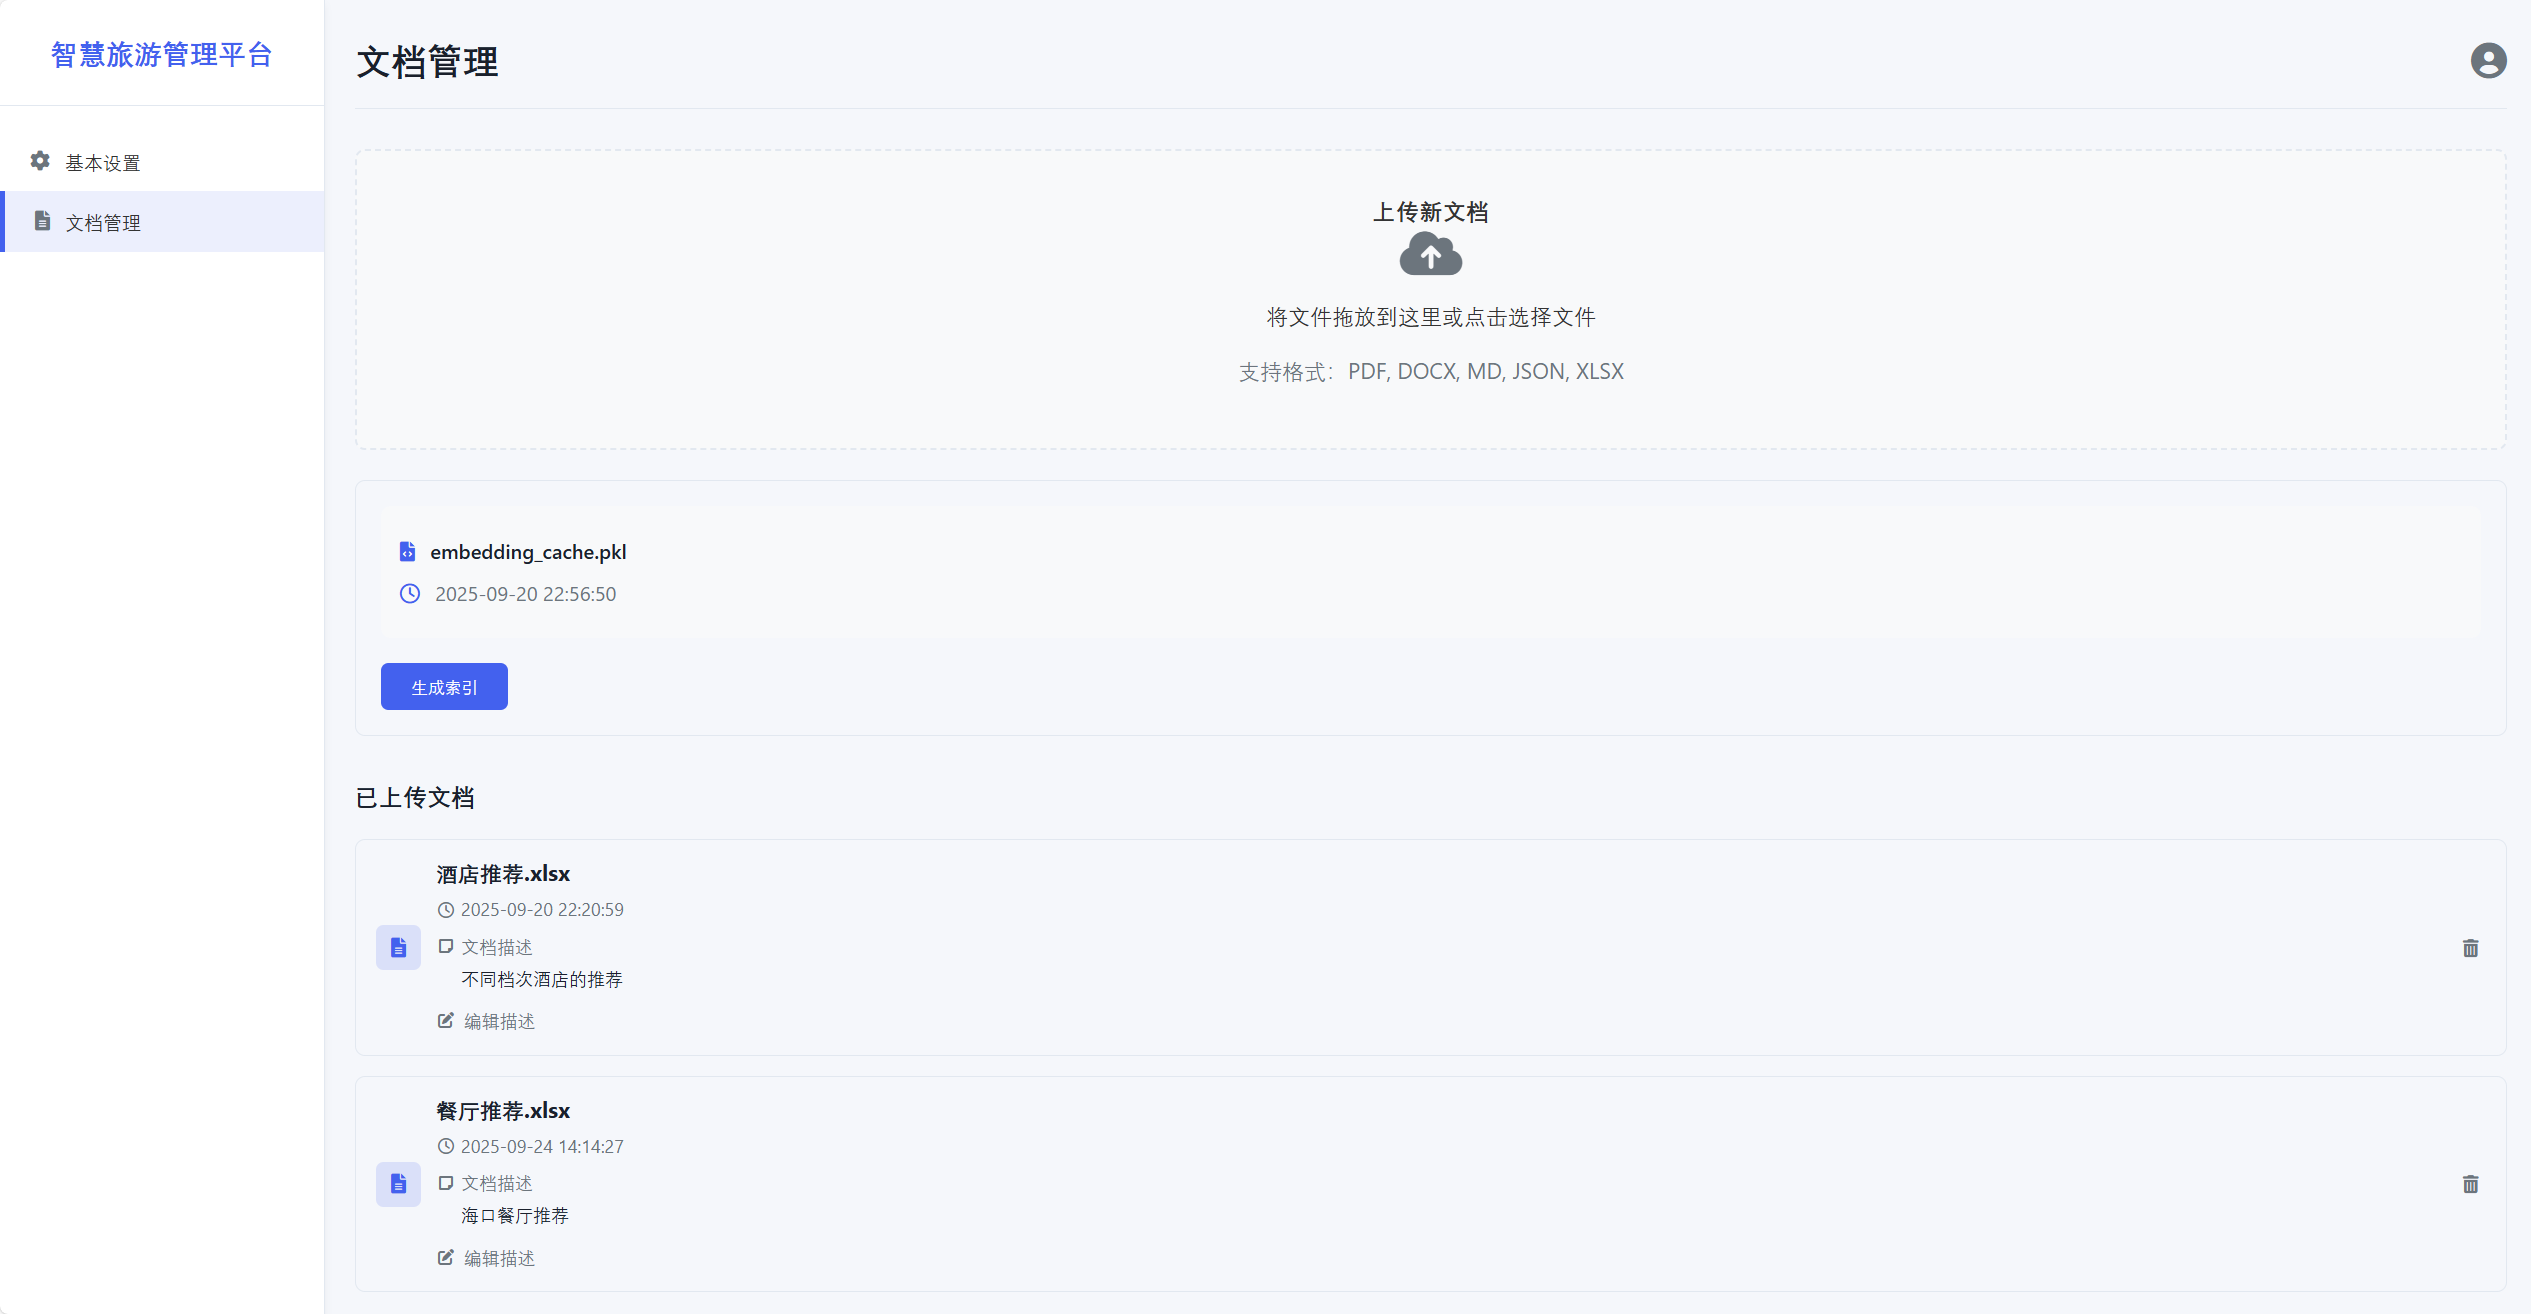 智慧旅游管理平台
基本设置
文档管理
文档管理
上传新文档
将文件拖放到这里或点击选择文件
支持格式：PDF, DOCX, MD, JSON, XLSX
embedding_cache.pkl
2025-09-20 22:56:50
生成索引
已上传文档
酒店推荐.xlsx
2025-09-20 22:20:59
文档描述
不同档次酒店的推荐
编辑描述
餐厅推荐.xlsx
2025-09-24 14:14:27
文档描述
海口餐厅推荐
编辑描述